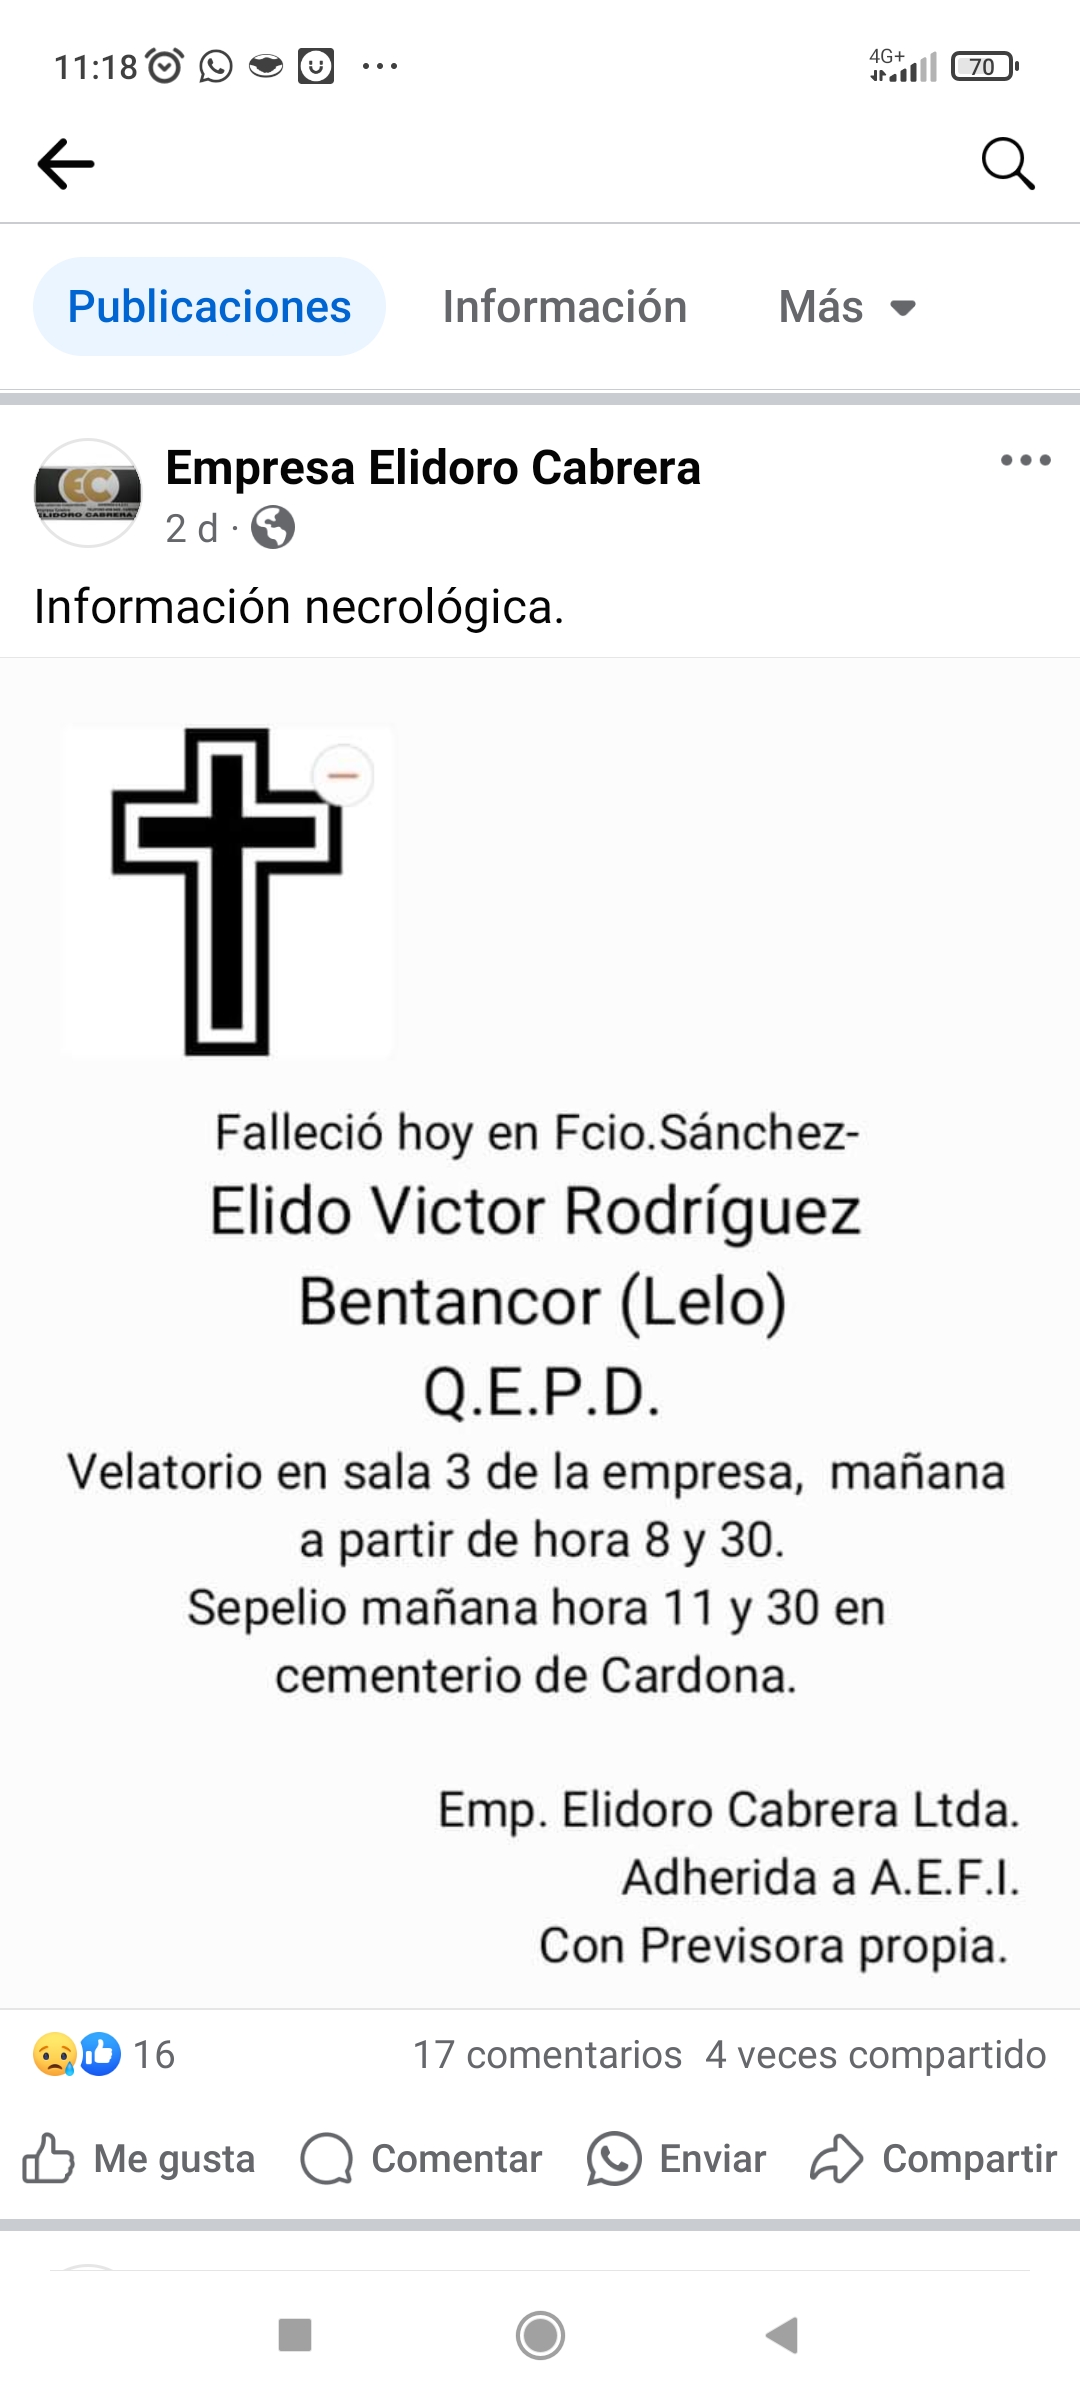 11:18
4G+
70
Publicaciones Información Más
Empresa Elidoro Cabrera
2 d ·
EC
ELIDORO CABRERA
Información necrológica.
Falleció hoy en Fcio.Sánchez-
Elido Victor Rodríguez
Bentancor (Lelo)
Q.E.P.D.
Velatorio en sala 3 de la empresa, mañana
a partir de hora 8 y 30.
Sepelio mañana hora 11 y 30 en
cementerio de Cardona.
Emp. Elidoro Cabrera Ltda.
Adherida a A.E.F.I.
Con Previsora propia.
16 17 comentarios 4 veces compartido
Me gusta Comentar Enviar Compartir